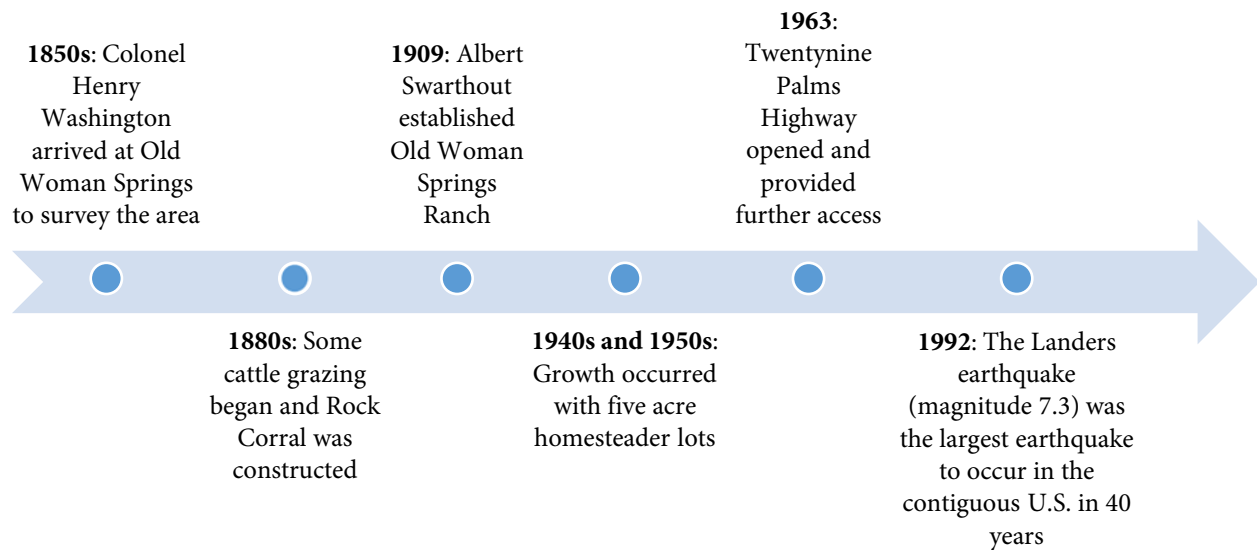 1850s: Colonel
Henry
Washington
arrived at Old
Woman Springs
to survey the area
1880s: Some
cattle grazing
began and Rock
Corral was
constructed
1909: Albert
Swarthout
established
Old Woman
Springs
Ranch
1940s and 1950s:
Growth occurred
with five acre
homesteader lots
1963:
Twentynine
Palms
Highway
opened and
provided
further access
1992: The Landers
earthquake
(magnitude 7.3) was
the largest earthquake
to occur in the
contiguous U.S. in 40
years